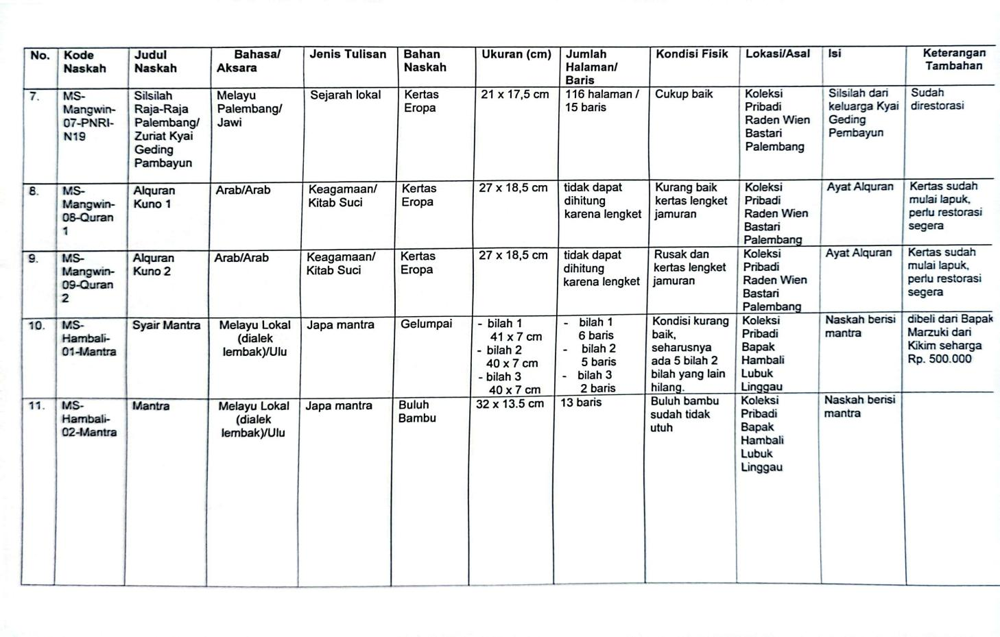 No.
Kode
Naskah
Judul
Naskah
Bahasa/
Aksara
Jenis Tulisan
Bahan
Naskah
Ukuran (cm)
Jumlah
Halaman/
Baris
Kondisi Fisik
Lokasi/Asal
Isi
Keterangan
Tambahan
7.
MS-
Mangwin-
07-PNRI-
N19
Silsilah
Raja-Raja
Palembang/
Zuriat Kyai
Geding
Pambayun
Melayu
Palembang/
Jawi
Sejarah lokal
Kertas
Eropa
21 x 17,5 cm
116 halaman /
15 baris
Cukup baik
Koleksi
Pribadi
Raden Wien
Bastari
Palembang
Silsilah dari
keluarga Kyai
Geding
Pembayun
Sudah
direstorasi
8.
MS-
Mangwin-
08-Quran
1
Alquran
Kuno 1
Arab/Arab
Keagamaan/
Kitab Suci
Kertas
Eropa
27 x 18,5 cm
tidak dapat
dihitung
karena lengket
Kurang baik
kertas lengket
jamuran
Koleksi
Pribadi
Raden Wien
Bastari
Palembang
Ayat Alquran
Kertas sudah
mulai lapuk,
perlu restorasi
segera
9.
MS-
Mangwin-
09-Quran
2
Alquran
Kuno 2
Arab/Arab
Keagamaan/
Kitab Suci
Kertas
Eropa
27 x 18,5 cm
tidak dapat
dihitung
karena lengket
Rusak dan
kertas lengket
jamuran
Koleksi
Pribadi
Raden Wien
Bastari
Palembang
Ayat Alquran
Kertas sudah
mulai lapuk,
perlu restorasi
segera
10.
MS-
Hambali-
01-Mantra
Syair Mantra
Melayu Lokal
(dialek
lembak)/Ulu
Japa mantra
Gelumpai
- bilah 1
41 x 7 cm
- bilah 2
40 x 7 cm
- bilah 3
40 x 7 cm
- bilah 1
6 baris
- bilah 2
5 baris
- bilah 3
2 baris
Kondisi kurang
baik,
seharusnya
ada 5 bilah 2
bilah yang lain
hilang.
Koleksi
Pribadi
Bapak
Hambali
Lubuk
Linggau
Naskah berisi
mantra
dibeli dari Bapak
Marzuki dari
Kikim seharga
Rp. 500.000
11.
MS-
Hambali-
02-Mantra
Mantra
Melayu Lokal
(dialek
lembak)/Ulu
Japa mantra
Buluh
Bambu
32 x 13.5 cm
13 baris
Buluh bambu
sudah tidak
utuh
Koleksi
Pribadi
Bapak
Hambali
Lubuk
Linggau
Naskah berisi
mantra